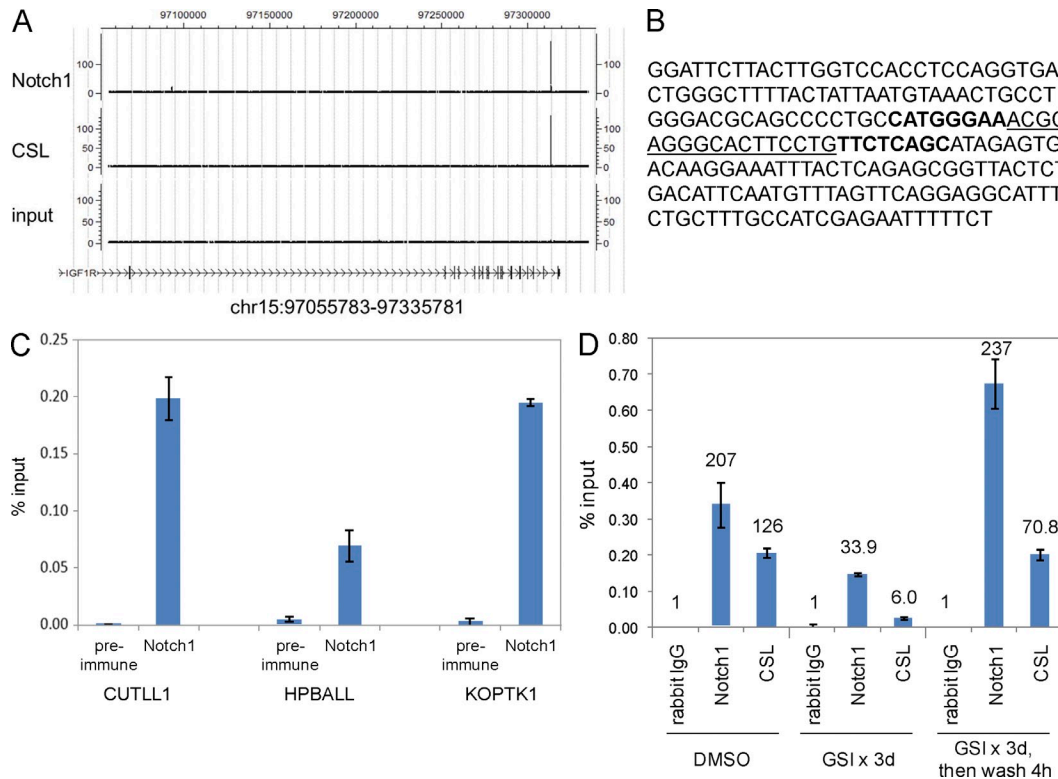 A
97100000 97150000 97200000 97250000 97300000
Notch1
100 100
0 0
CSL
150 150
100 100
50 50
0 0
input
100 100
50 50
0 0
IGF1R
chr15:97055783-97335781
B
GGATTCTTACTTGGTCCACCTCCAGGTGA
CTGGGCTTTTACTATTAATGTAAACTGCCT
GGGACGCAGCCCCTGCCATGGGAAACGC
AGGGCACTTCCTGTTCTCAGCATAGAGTG
ACAAGGAAATTTACTCAGAGCGGTTACTCT
GACATTCAATGTTTAGTTCAGGAGGCATTT
CTGCTTTGCCATCGAGAATTTTTCT
C
0.25
0.20
0.15
0.10
0.05
0.00
% input
pre-immune Notch1 pre-immune Notch1 pre-immune Notch1
CUTLL1 HPBALL KOPTK1
D
0.80
0.70
0.60
0.50
0.40
0.30
0.20
0.10
0.00
% input
1 207 126 1 33.9 6.0 1 237 70.8
rabbit IgG Notch1 CSL rabbit IgG Notch1 CSL rabbit IgG Notch1 CSL
DMSO GSI x 3d GSI x 3d,
then wash 4h